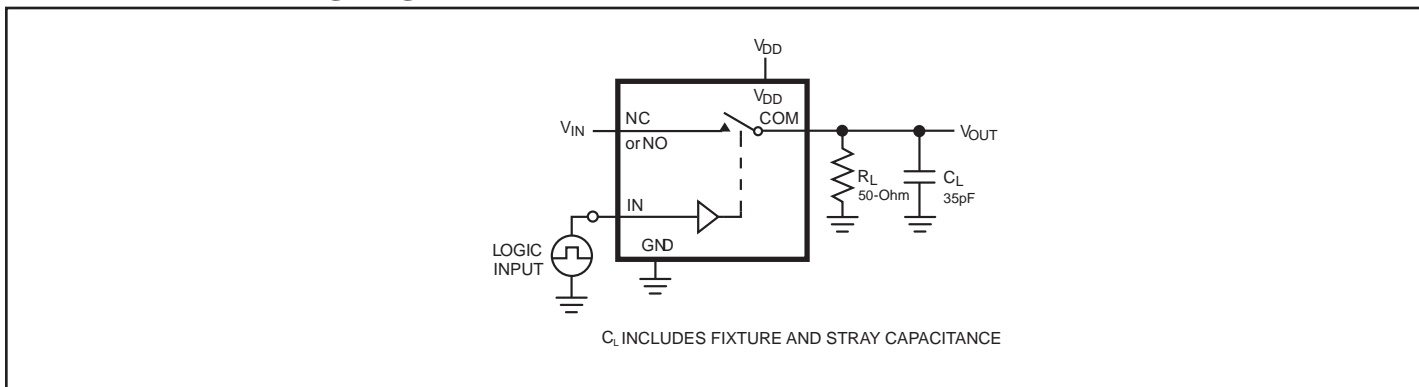 VDD
VDD
NC
COM
VIN
VOUT
or NO
RL
50-Ohm
CL
35pF
IN
LOGIC
INPUT
GND
CL INCLUDES FIXTURE AND STRAY CAPACITANCE